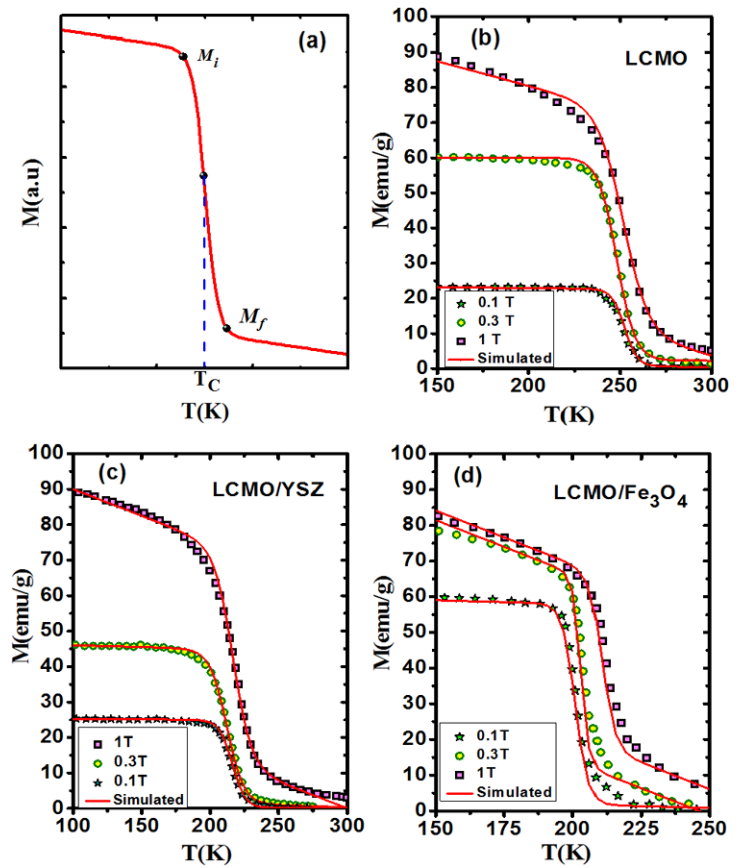 (a)
M_i
M_f
M(a.u)
T_C
T(K)
(b)
LCMO
M(emu/g)
90
80
70
60
50
40
30
20
10
0
0.1 T
0.3 T
1 T
Simulated
150
200
250
300
T(K)
(c)
LCMO/YSZ
M(emu/g)
100
90
80
70
60
50
40
30
20
10
0
1T
0.3T
0.1T
Simulated
100
150
200
250
300
T(K)
(d)
LCMO/Fe₃O₄
M(emu/g)
100
90
80
70
60
50
40
30
20
10
0
0.1T
0.3T
1T
Simulated
150
200
250
T(K)